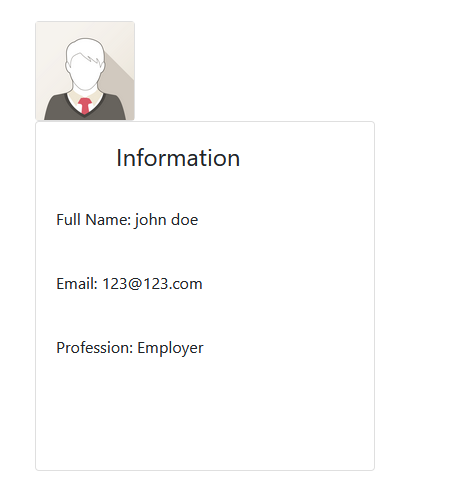 Information
Full Name: john doe
Email: 123@123.com
Profession: Employer